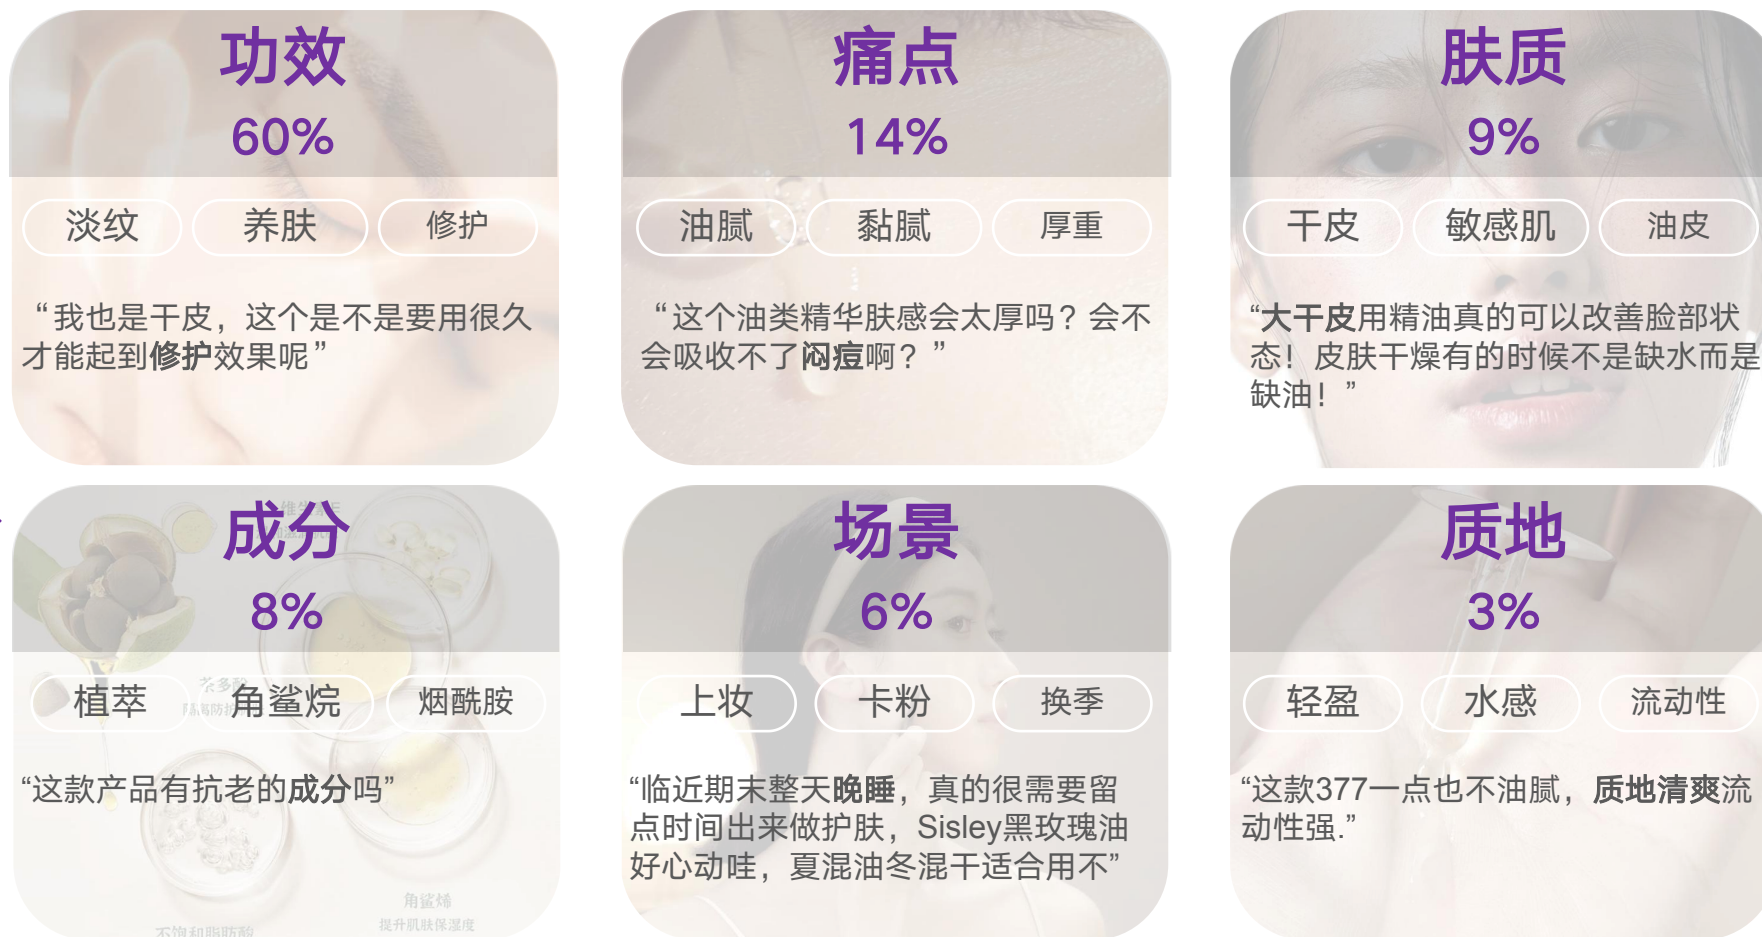 功效
60%
淡纹 养肤 修护
“我也是干皮，这个是不是要用很久
才能起到修护效果呢”
痛点
14%
油腻 黏腻 厚重
“这个油类精华肤感会太厚吗？会不
会吸收不了闷痘啊？”
肤质
9%
干皮 敏感肌 油皮
“大干皮用精油真的可以改善脸部状
态！皮肤干燥有的时候不是缺水而是
缺油！”
成分
8%
植萃 角鲨烷 烟酰胺
“这款产品有抗老的成分吗”
茶多酚
角鲨烯
提升肌肤保湿度
不饱和脂肪酸
场景
6%
上妆 卡粉 换季
“临近期末整天晚睡，真的很需要留
点时间出来做护肤，Sisley黑玫瑰油
好心动哇，夏混油冬混干适合用不”
质地
3%
轻盈 水感 流动性
“这款377一点也不油腻，质地清爽流
动性强.”